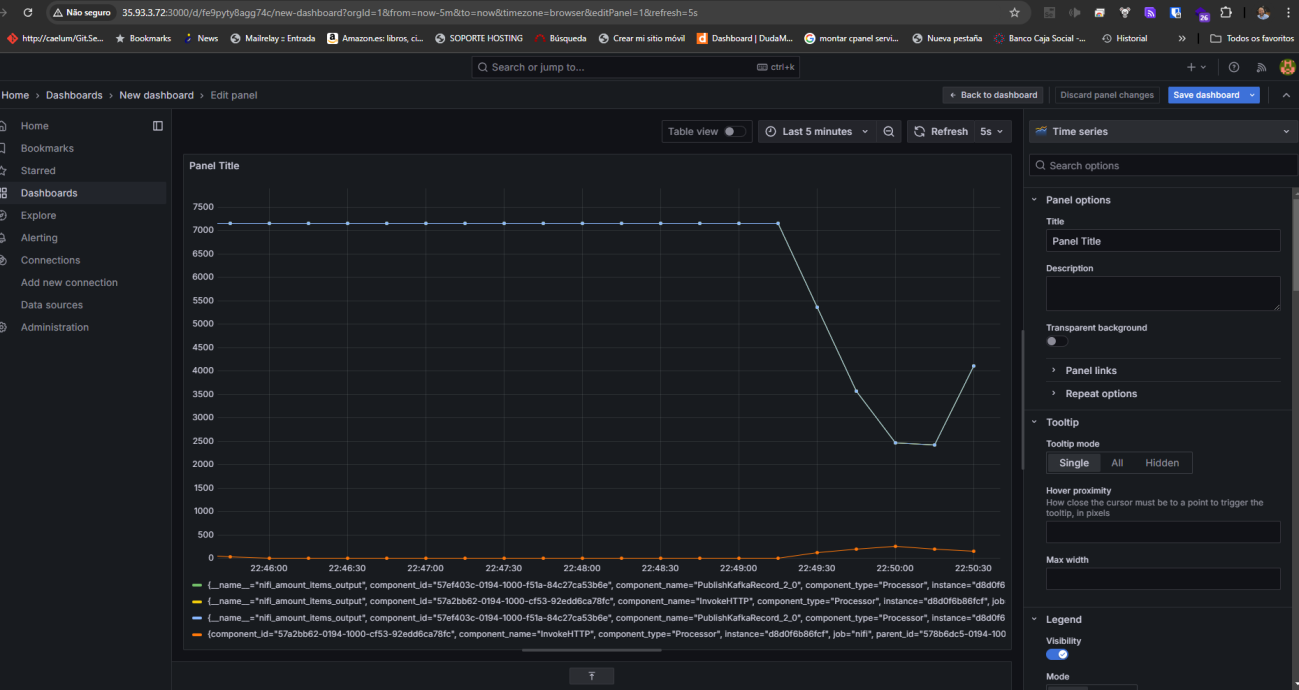 Não seguro 35.93.3.72:3000/d/fe9pyty8agg74c/new-dashboard?orgId=1&from=now-5m&to=now&timezone=browser&editPanel=1&refresh=5s
26
http://caelum/Git.Se... Bookmarks News Mailrelay :: Entrada Amazon.es: libros, ci... SOPORTE HOSTING Búsqueda Crear mi sitio móvil Dashboard | DudaM... montar cpanel servi... Nueva pestaña Banco Caja Social -... Historial » Todos os favoritos
Search or jump to... ctrl+k
Home > Dashboards > New dashboard > Edit panel
Back to dashboard Discard panel changes Save dashboard
Home
Bookmarks
Starred
Dashboards
Explore
Alerting
Connections
Add new connection
Data sources
Administration
Table view Last 5 minutes Refresh 5s
Panel Title
7500
7000
6500
6000
5500
5000
4500
4000
3500
3000
2500
2000
1500
1000
500
0
22:46:00 22:46:30 22:47:00 22:47:30 22:48:00 22:48:30 22:49:00 22:49:30 22:50:00 22:50:30
{__name__="nifi_amount_items_output", component_id="57ef403c-0194-1000-f51a-84c27ca53b6e", component_name="PublishKafkaRecord_2_0", component_type="Processor", instance="d8d0f6
{__name__="nifi_amount_items_output", component_id="57a2bb62-0194-1000-cf53-92edd6ca78fc", component_name="InvokeHTTP", component_type="Processor", instance="d8d0f6b86fcf", job
{__name__="nifi_amount_items_output", component_id="57ef403c-0194-1000-f51a-84c27ca53b6e", component_name="PublishKafkaRecord_2_0", component_type="Processor", instance="d8d0f6
{component_id="57a2bb62-0194-1000-cf53-92edd6ca78fc", component_name="InvokeHTTP", component_type="Processor", instance="d8d0f6b86fcf", job="nifi", parent_id="578b6dc5-0194-100
Time series
Search options
Panel options
Title
Panel Title
Description
Transparent background
Panel links
Repeat options
Tooltip
Tooltip mode
Single All Hidden
Hover proximity
How close the cursor must be to a point to trigger the
tooltip, in pixels
Max width
Legend
Visibility
Mode